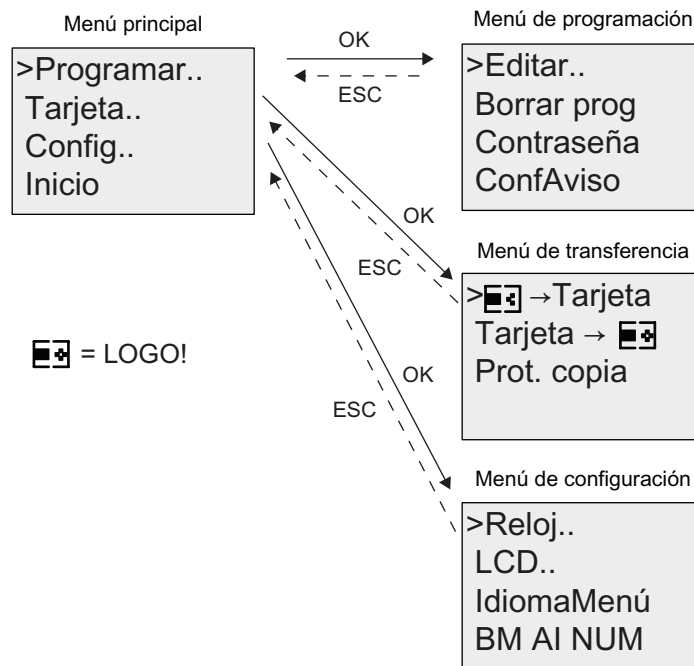 Menú principal
>Programar..
Tarjeta..
Config..
Inicio
OK
ESC
Menú de programación
>Editar..
Borrar prog
Contraseña
ConfAviso
OK
ESC
Menú de transferencia
> →Tarjeta
Tarjeta →
Prot. copia
= LOGO!
OK
ESC
Menú de configuración
>Reloj..
LCD..
IdiomaMenú
BM AI NUM